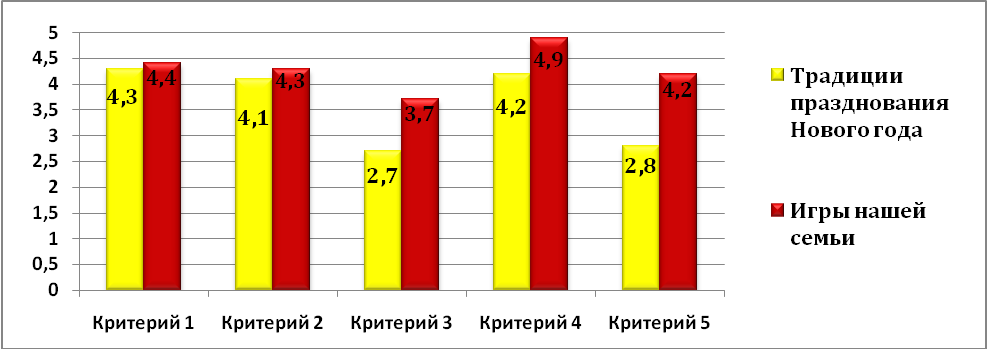 5
4,5
4
3,5
3
2,5
2
1,5
1
0,5
0
4,3
4,4
4,1
4,3
2,7
3,7
4,2
4,9
2,8
4,2
Критерий 1
Критерий 2
Критерий 3
Критерий 4
Критерий 5
Традиции
празднования
Нового года
Игры нашей
семьи